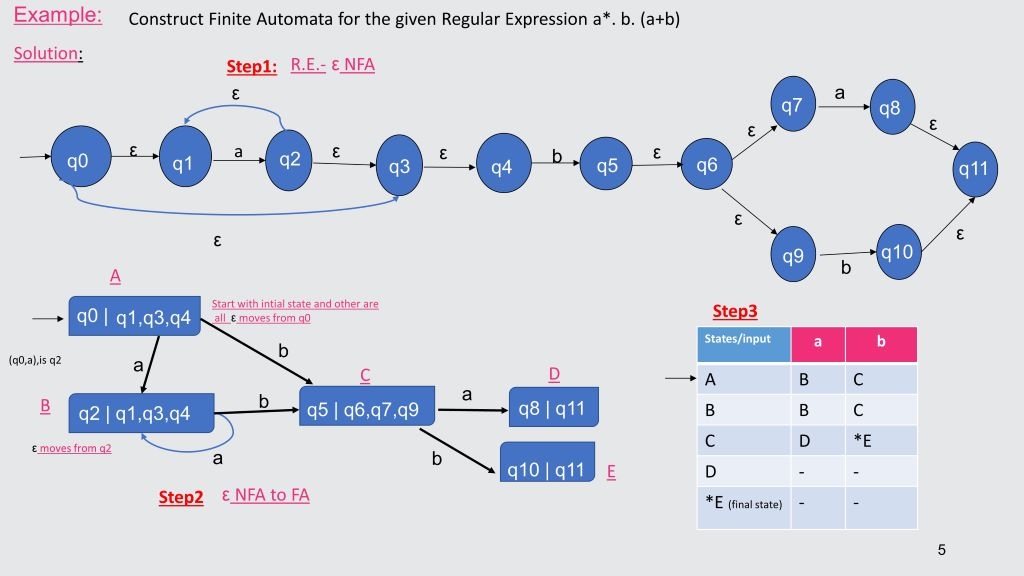 Example: Construct Finite Automata for the given Regular Expression a*. b. (a+b)
Solution:
Step1: R.E.- ε NFA
ε
q0
ε
q1
a
q2
ε
q3
ε
q4
b
q5
ε
q6
ε
q7
a
q8
ε
q11
ε
q9
b
q10
ε
ε
A
q0 | q1,q3,q4
Start with intial state and other are
all ε moves from q0
(q0,a),is q2
a
b
B
q2 | q1,q3,q4
ε moves from q2
a
b
C
q5 | q6,q7,q9
a
b
D
q8 | q11
q10 | q11
E
Step2 ε NFA to FA
Step3
States/input a b
A B C
B B C
C D *E
D - -
*E (final state) - -
5